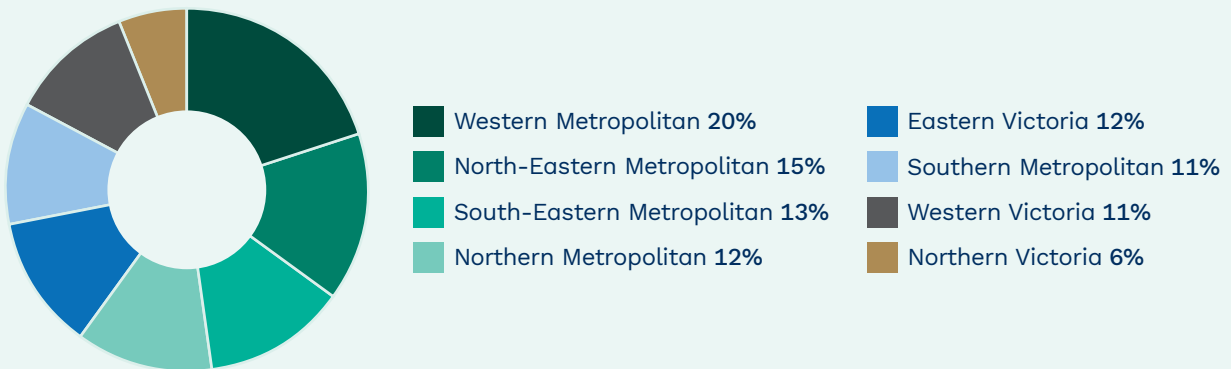 Western Metropolitan 20%
North-Eastern Metropolitan 15%
South-Eastern Metropolitan 13%
Northern Metropolitan 12%
Eastern Victoria 12%
Southern Metropolitan 11%
Western Victoria 11%
Northern Victoria 6%